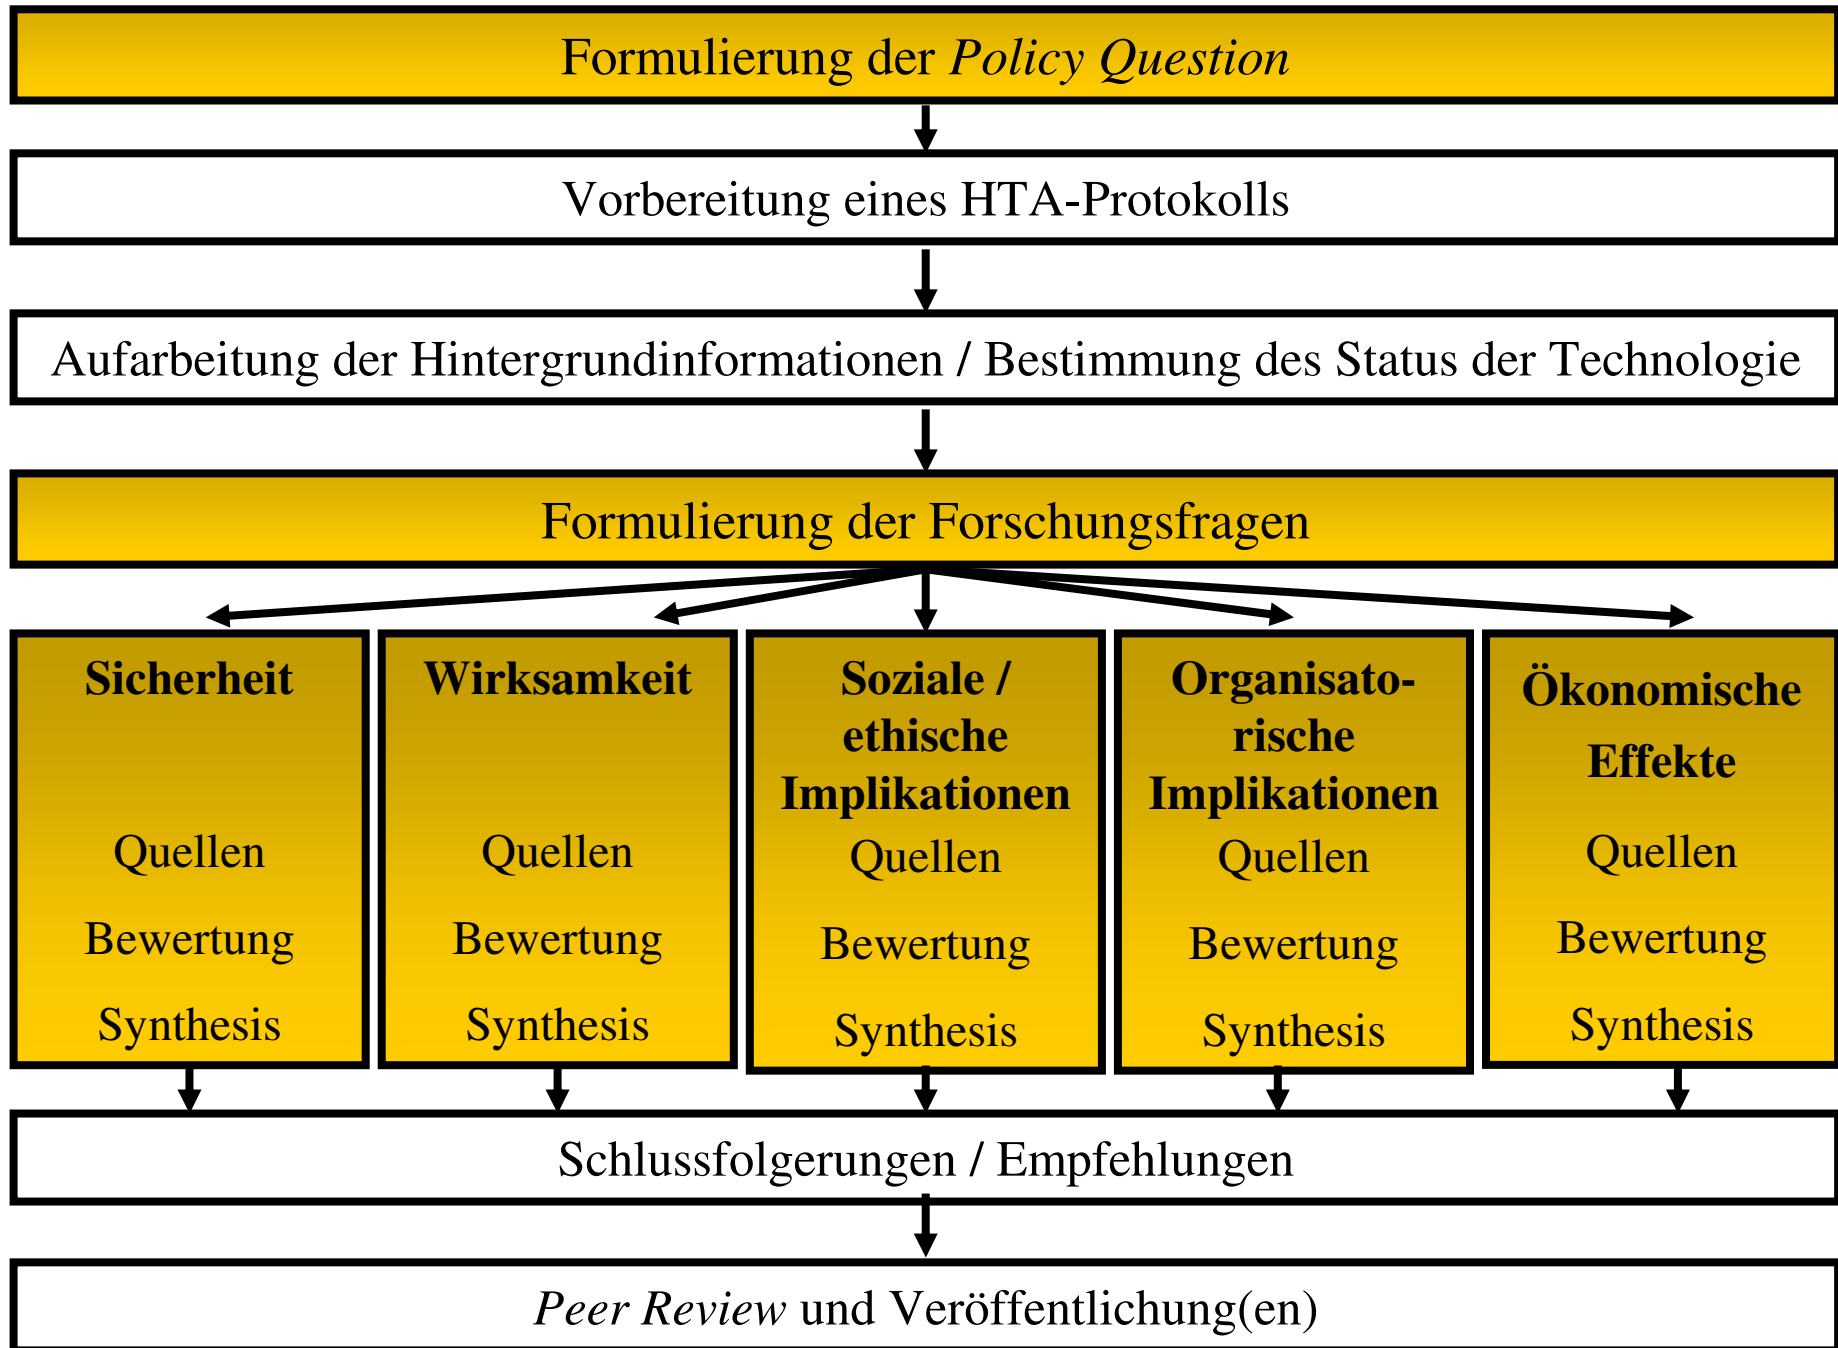 Formulierung der Policy Question
Vorbereitung eines HTA-Protokolls
Aufarbeitung der Hintergrundinformationen / Bestimmung des Status der Technologie
Formulierung der Forschungsfragen
Sicherheit
Quellen
Bewertung
Synthesis
Wirksamkeit
Quellen
Bewertung
Synthesis
Soziale /
ethische
Implikationen
Quellen
Bewertung
Synthesis
Organisato-
rische
Implikationen
Quellen
Bewertung
Synthesis
Ökonomische
Effekte
Quellen
Bewertung
Synthesis
Schlussfolgerungen / Empfehlungen
Peer Review und Veröffentlichung(en)